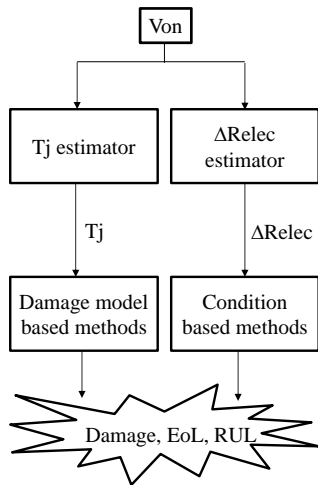 Von
Tj estimator
ΔRelec
estimator
Tj
ΔRelec
Damage model
based methods
Condition
based methods
Damage, EoL, RUL